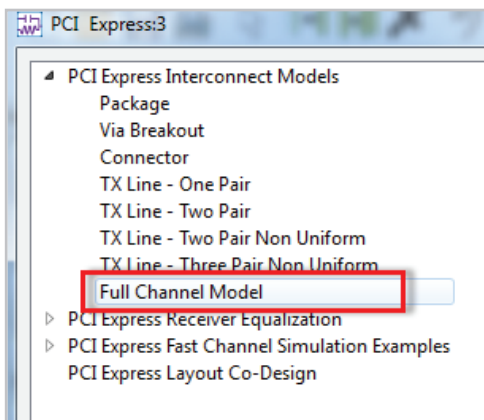 PCI Express:3
PCI Express Interconnect Models
Package
Via Breakout
Connector
TX Line - One Pair
TX Line - Two Pair
TX Line - Two Pair Non Uniform
TX Line - Three Pair Non Uniform
Full Channel Model
PCI Express Receiver Equalization
PCI Express Fast Channel Simulation Examples
PCI Express Layout Co-Design